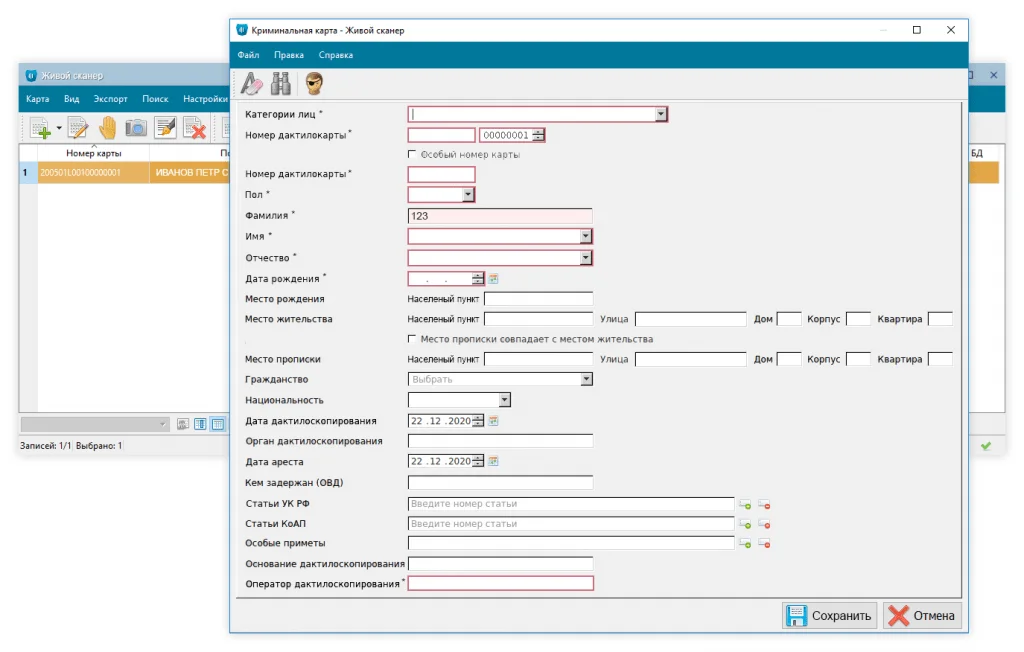 Криминальная карта - Живой сканер
Файл Правка Справка
Живой сканер
Карта Вид Экспорт Поиск Настройки
Номер карты
БД
1 200501L00100000001 ИВАНОВ ПЕТР С
Записей: 1/1 Выбрано: 1
Категории лиц *
Номер дактилокарты * 00000001
Особый номер карты
Номер дактилокарты *
Пол *
Фамилия * 123
Имя *
Отчество *
Дата рождения * . .
Место рождения Населеный пункт
Место жительства Населеный пункт Улица Дом Корпус Квартира
Место прописки совпадает с местом жительства
Место прописки Населеный пункт Улица Дом Корпус Квартира
Гражданство Выбрать
Национальность
Дата дактилоскопирования 22 .12 .2020
Орган дактилоскопирования
Дата ареста 22 .12 .2020
Кем задержан (ОВД)
Статьи УК РФ Введите номер статьи
Статьи КоАП Введите номер статьи
Особые приметы
Основание дактилоскопирования
Оператор дактилоскопирования *
Сохранить Отмена